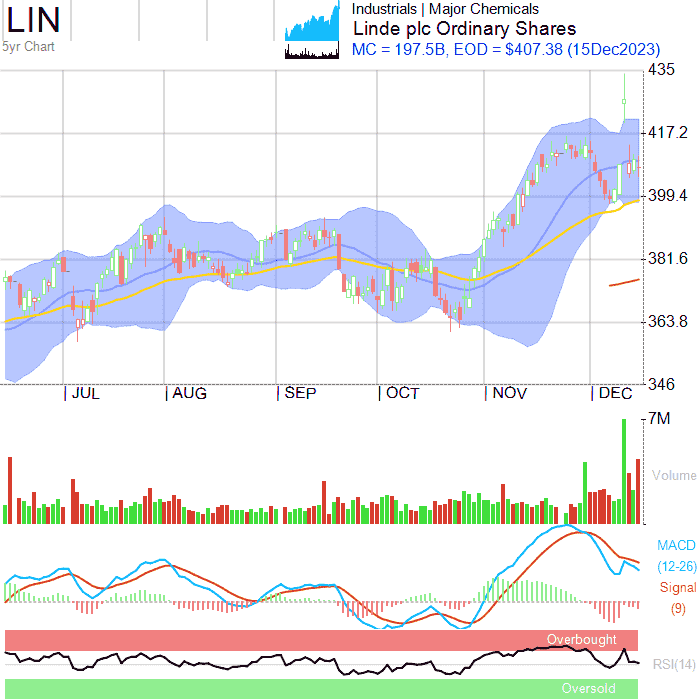 LIN
5yr Chart
Industrials | Major Chemicals
Linde plc Ordinary Shares
MC = 197.5B, EOD = $407.38 (15Dec2023)
435
417.2
399.4
381.6
363.8
346
JUL AUG SEP OCT NOV DEC
7M
Volume
MACD
(12-26)
Signal
(9)
Overbought
RSI(14)
Oversold